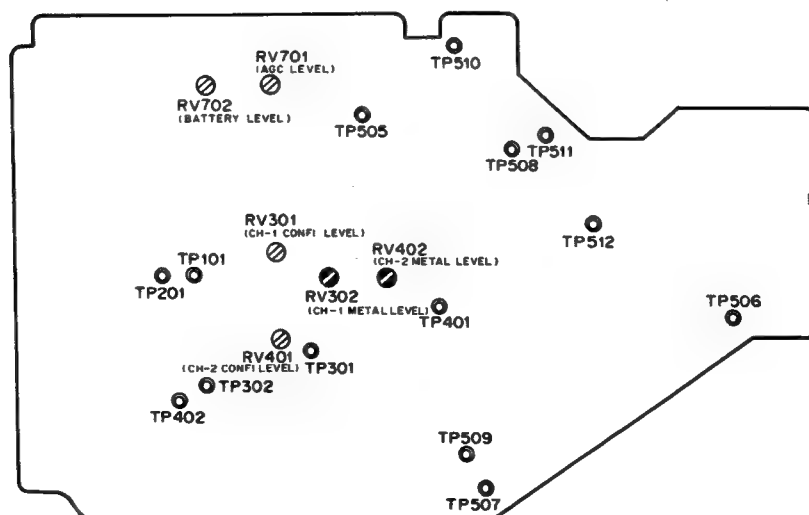 TP510
RV701
(AGC LEVEL)
RV702
(BATTERY LEVEL)
TP505
TP511
TP508
TP512
RV301
(CH-1 CONFI LEVEL)
RV402
(CH-2 METAL LEVEL)
TP101
TP201
RV302
(CH-1 METAL LEVEL)
TP401
TP506
RV401
(CH-2 CONFI LEVEL)
TP301
TP302
TP402
TP509
TP507